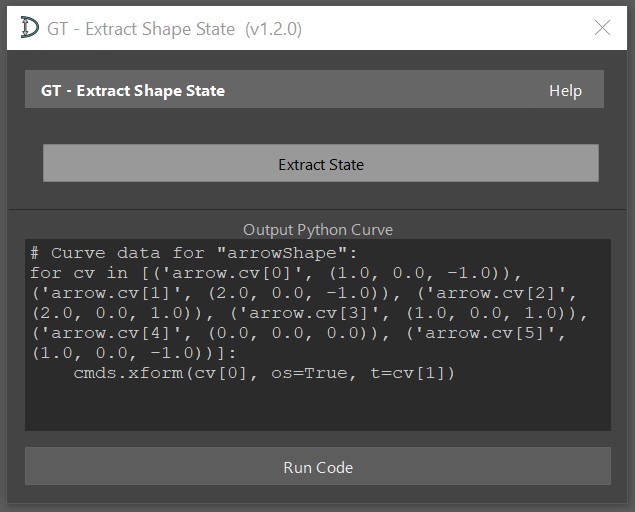 GT - Extract Shape State (v1.2.0)
GT - Extract Shape State Help
Extract State
Output Python Curve
# Curve data for "arrowShape":
for cv in [('arrow.cv[0]', (1.0, 0.0, -1.0)),
('arrow.cv[1]', (2.0, 0.0, -1.0)), ('arrow.cv[2]',
(2.0, 0.0, 1.0)), ('arrow.cv[3]', (1.0, 0.0, 1.0)),
('arrow.cv[4]', (0.0, 0.0, 0.0)), ('arrow.cv[5]',
(1.0, 0.0, -1.0))]:
    cmds.xform(cv[0], os=True, t=cv[1])
Run Code